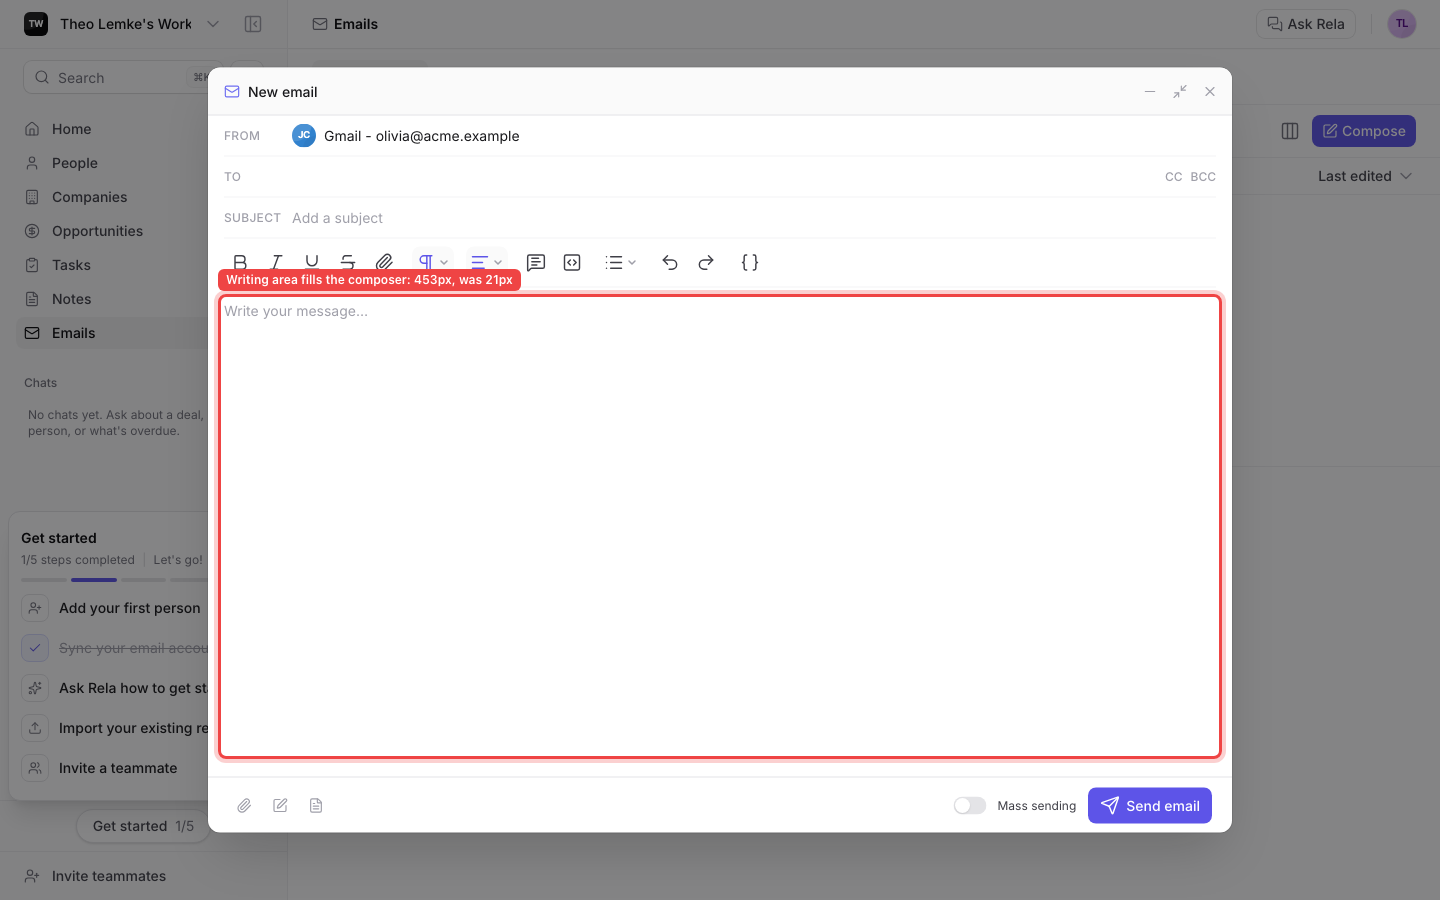 TW Theo Lemke's Work
Emails
Ask Rela
TL
Search
New email
Home
People
Companies
Opportunities
Tasks
Notes
Emails
FROM JC Gmail - olivia@acme.example
TO CC BCC
SUBJECT Add a subject
Compose
Last edited
Writing area fills the composer: 453px, was 21px
Write your message...
Chats
No chats yet. Ask about a deal,
person, or what's overdue.
Get started
1/5 steps completed Let's go!
Add your first person
Sync your email accou
Ask Rela how to get st
Import your existing re
Invite a teammate
Get started 1/5
Invite teammates
Mass sending
Send email